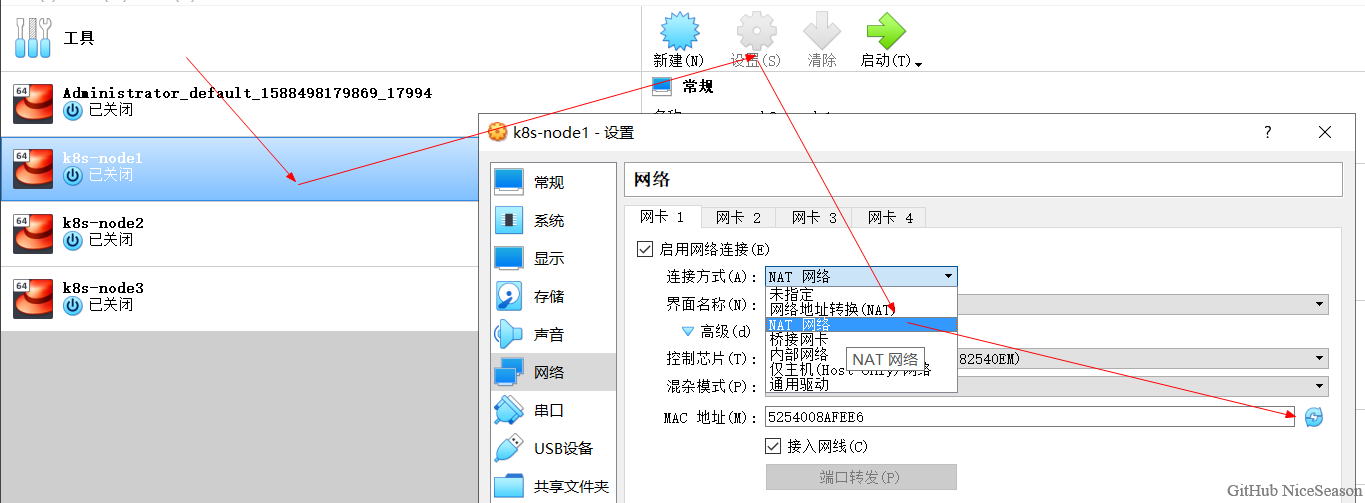 工具
新建(N)
设置(S)
清除
启动(T)
64
Administrator_default_1588498179869_17994
已关闭
64
k8s-node1
已关闭
64
k8s-node2
已关闭
64
k8s-node3
已关闭
常规
k8s-node1 - 设置
?
常规
系统
显示
存储
声音
网络
串口
USB设备
共享文件夹
网络
网卡 1
网卡 2
网卡 3
网卡 4
启用网络连接(E)
连接方式(A):
NAT 网络
未指定
网络地址转换(NAT)
NAT 网络
桥接网卡
内部网络
仅主机(Host-Only)网络
通用驱动
NAT 网络
界面名称(N):
高级(d)
控制芯片(T):
82540EM)
混杂模式(P):
MAC 地址(M):
5254008AFEE6
接入网线(C)
端口转发(P)
GitHub NiceSeason